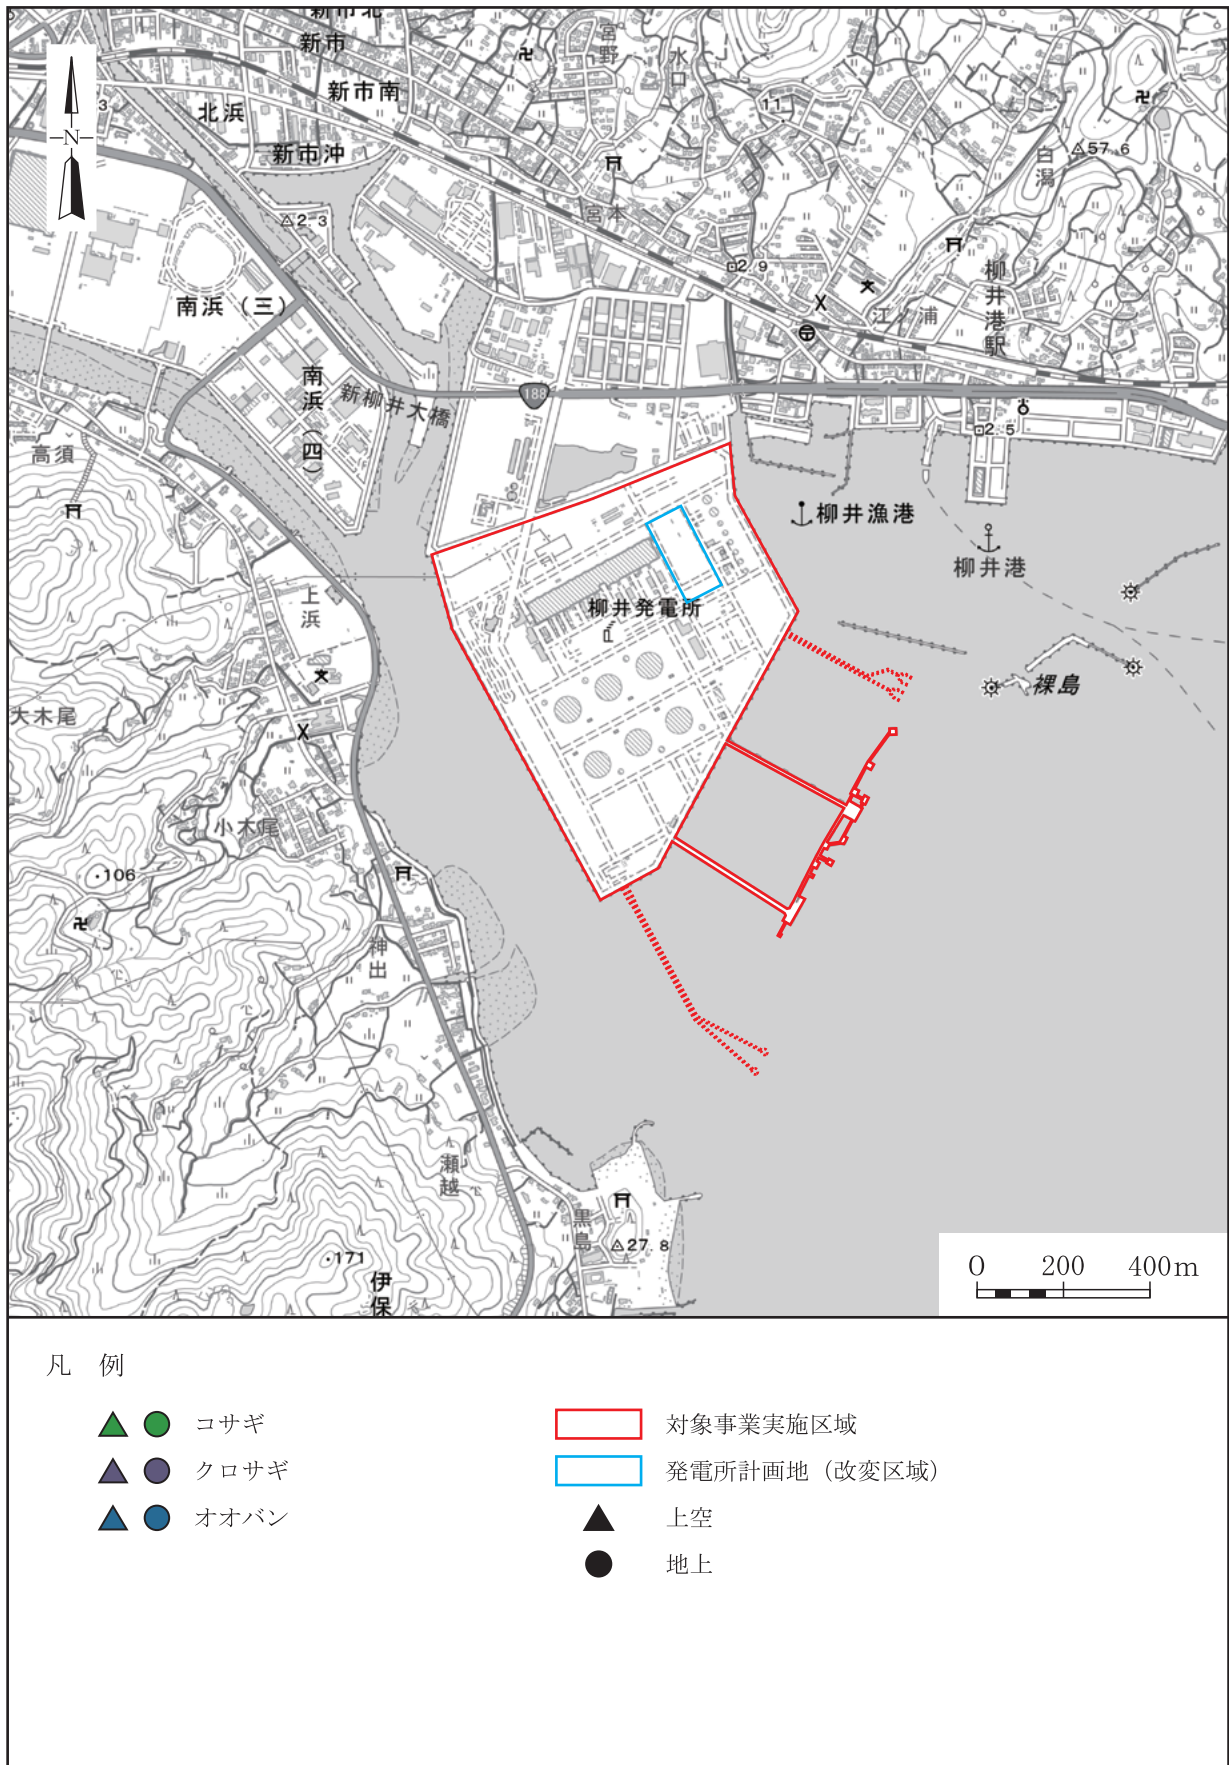 新市北
新市
宮野
水口
新市南
北浜
3
11
N
新市沖
白潟
57.6
宮本
2.3
2.9
柳井港駅
南浜（三）
江ノ浦
南浜（四）
新柳井大橋
188
2.5
高須
柳井漁港
柳井港
上浜
柳井発電所
裸島
大木尾
小木尾
106
神出
瀬越
黒島
27.8
171
伊保
0 200 400m
凡 例
コサギ
クロサギ
オオバン
対象事業実施区域
発電所計画地（改変区域）
上空
地上